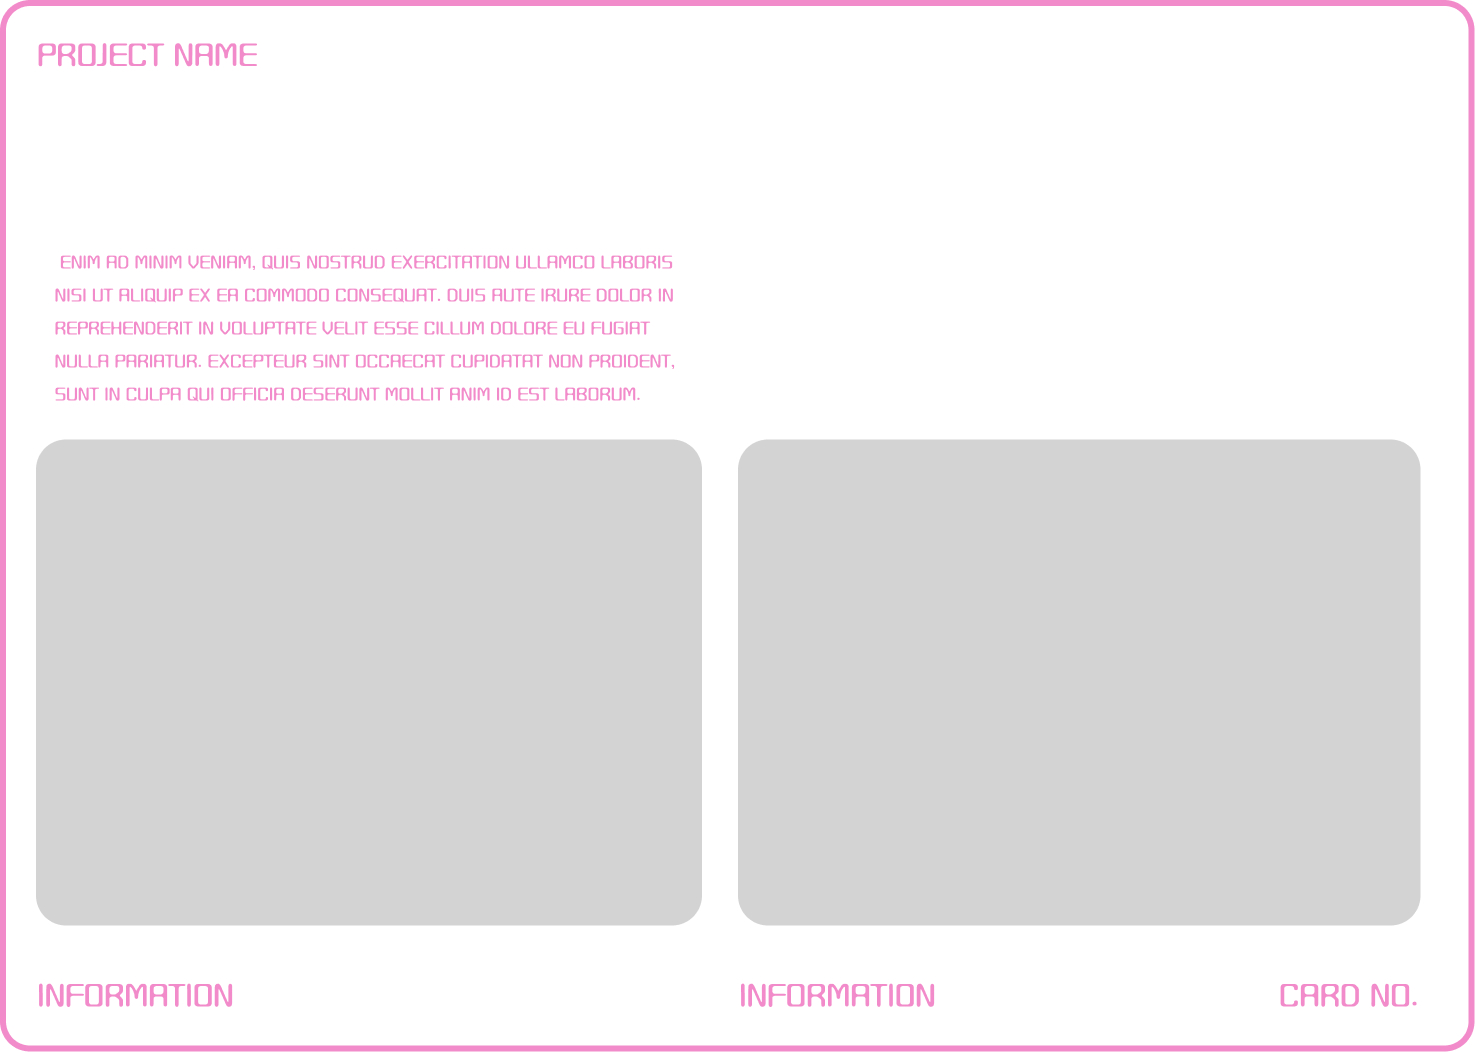 PROJECT NAME
ENIM AD MINIM VENIAM, QUIS NOSTRUD EXERCITATION ULLAMCO LABORIS
NISI UT ALIQUIP EX EA COMMODO CONSEQUAT. DUIS AUTE IRURE DOLOR IN
REPREHENDERIT IN VOLUPTATE VELIT ESSE CILLUM DOLORE EU FUGIAT
NULLA PARIATUR. EXCEPTEUR SINT OCCAECAT CUPIDATAT NON PROIDENT,
SUNT IN CULPA QUI OFFICIA DESERUNT MOLLIT ANIM ID EST LABORUM.
INFORMATION
INFORMATION
CARD NO.